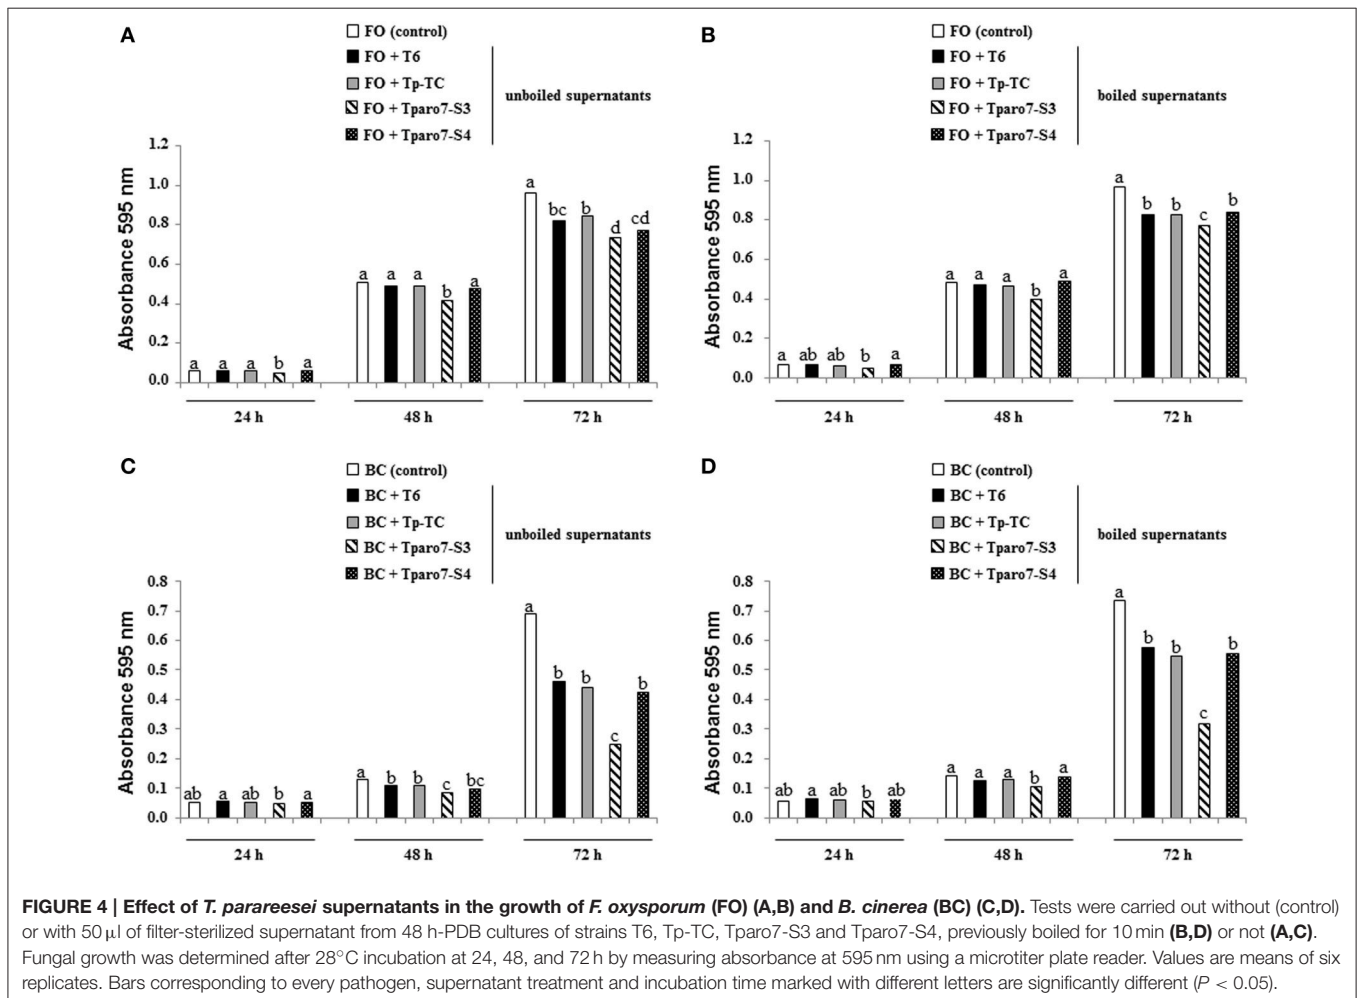 A
FO (control)
FO + T6
FO + Tp-TC
FO + Tparo7-S3
FO + Tparo7-S4
unboiled supernatants
Absorbance 595 nm
1.2
1.0
0.8
0.6
0.4
0.2
0.0
a a a b a
a a a b a
a bc b d cd
24 h 48 h 72 h
B
FO (control)
FO + T6
FO + Tp-TC
FO + Tparo7-S3
FO + Tparo7-S4
boiled supernatants
Absorbance 595 nm
1.2
1.0
0.8
0.6
0.4
0.2
0.0
a ab ab b a
a a a b a
a b b c b
24 h 48 h 72 h
C
BC (control)
BC + T6
BC + Tp-TC
BC + Tparo7-S3
BC + Tparo7-S4
unboiled supernatants
Absorbance 595 nm
0.8
0.7
0.6
0.5
0.4
0.3
0.2
0.1
0.0
ab a ab b a
a b b c bc
a b b c b
24 h 48 h 72 h
D
BC (control)
BC + T6
BC + Tp-TC
BC + Tparo7-S3
BC + Tparo7-S4
boiled supernatants
Absorbance 595 nm
0.8
0.7
0.6
0.5
0.4
0.3
0.2
0.1
0.0
ab a ab b ab
a a a b a
a b b c b
24 h 48 h 72 h
FIGURE 4 | Effect of T. parareesei supernatants in the growth of F. oxysporum (FO) (A,B) and B. cinerea (BC) (C,D). Tests were carried out without (control)
or with 50 μl of filter-sterilized supernatant from 48 h-PDB cultures of strains T6, Tp-TC, Tparo7-S3 and Tparo7-S4, previously boiled for 10 min (B,D) or not (A,C).
Fungal growth was determined after 28°C incubation at 24, 48, and 72 h by measuring absorbance at 595 nm using a microtiter plate reader. Values are means of six
replicates. Bars corresponding to every pathogen, supernatant treatment and incubation time marked with different letters are significantly different (P < 0.05).